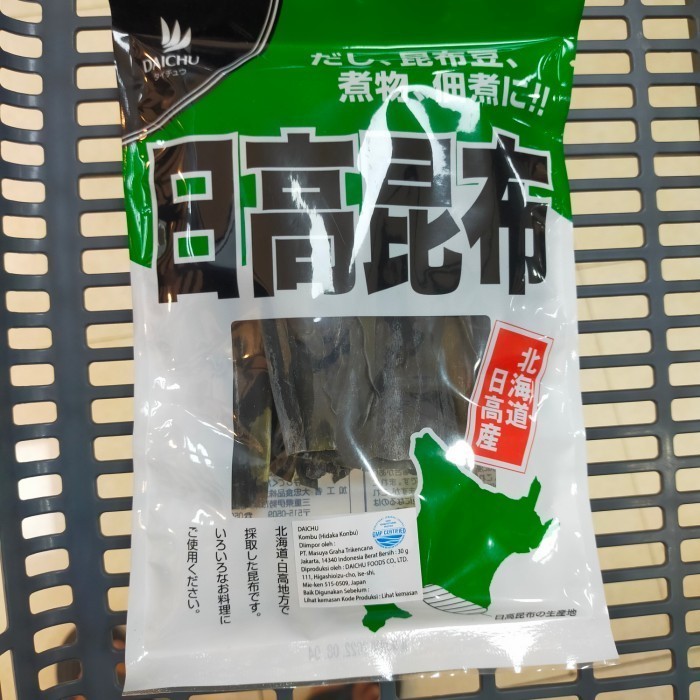 DAICHU
ダイチュウ
だし、昆布豆、
煮物、佃煮に!!
日高昆布
北海道
日高産
北海道・日高地方で
採取した昆布です。
いろいろなお料理に
ご使用ください。
DAICHU
Kombu (Hidaka Konbu)
Diimpor oleh :
PT. Masuya Graha Trikencana
Jakarta, 14340 Indonesia Berat Bersih : 30 g
Diproduksi oleh : DAICHU FOODS CO., LTD.
111, Higashioizu-cho, Ise-shi,
Mie-ken 515-0509, Japan
Baik Digunakan Sebelum :
Lihat kemasan Kode Produksi : Lihat kemasan
GMP CERTIFIED
日高昆布の生産地